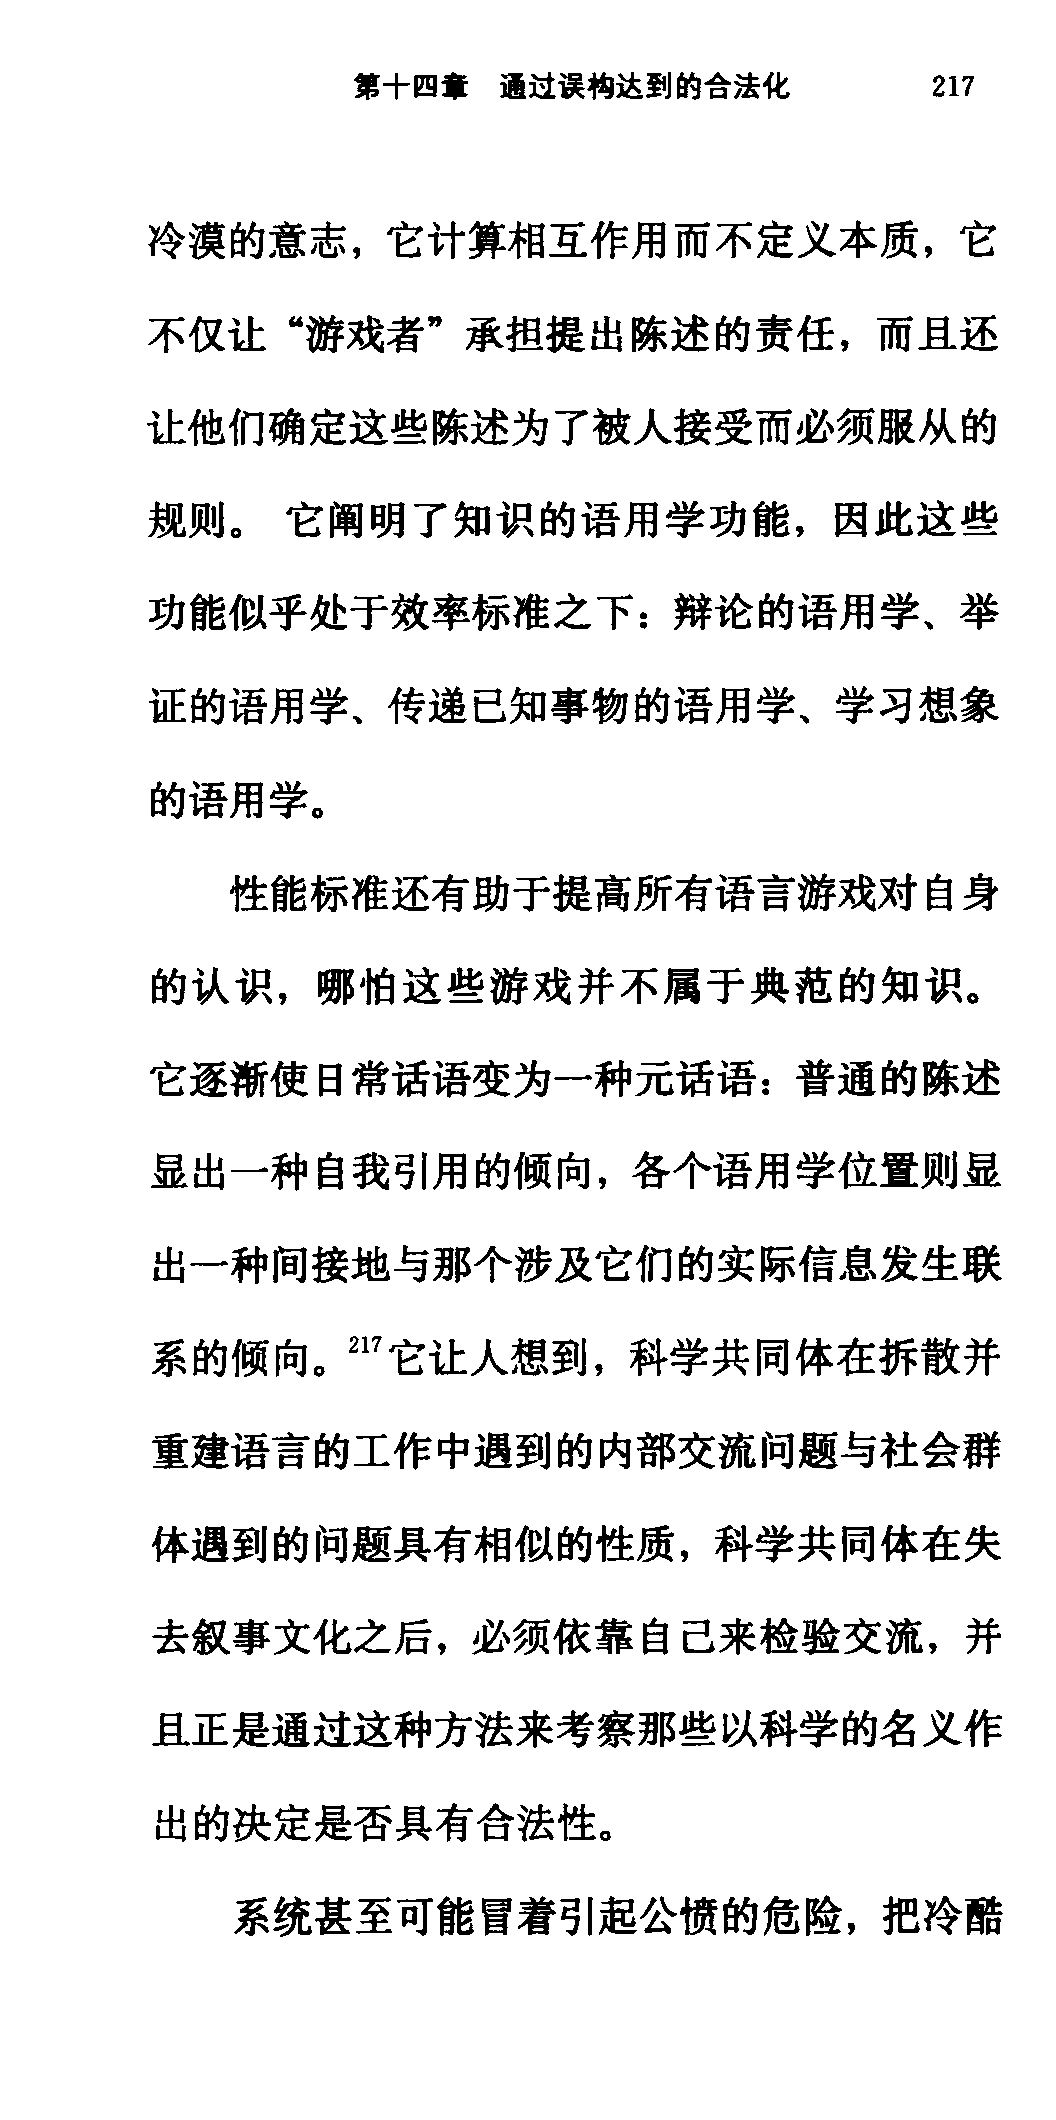 第十四章　通过误构达到的合法化　217
冷漠的意志，它计算相互作用而不定义本质，它
不仅让“游戏者”承担提出陈述的责任，而且还
让他们确定这些陈述为了被人接受而必须服从的
规则。 它阐明了知识的语用学功能，因此这些
功能似乎处于效率标准之下：辩论的语用学、举
证的语用学、传递已知事物的语用学、学习想象
的语用学。
性能标准还有助于提高所有语言游戏对自身
的认识，哪怕这些游戏并不属于典范的知识。
它逐渐使日常话语变为一种元话语：普通的陈述
显出一种自我引用的倾向，各个语用学位置则显
出一种间接地与那个涉及它们的实际信息发生联
系的倾向。217它让人想到，科学共同体在拆散并
重建语言的工作中遇到的内部交流问题与社会群
体遇到的问题具有相似的性质，科学共同体在失
去叙事文化之后，必须依靠自己来检验交流，并
且正是通过这种方法来考察那些以科学的名义作
出的决定是否具有合法性。
系统甚至可能冒着引起公愤的危险，把冷酷